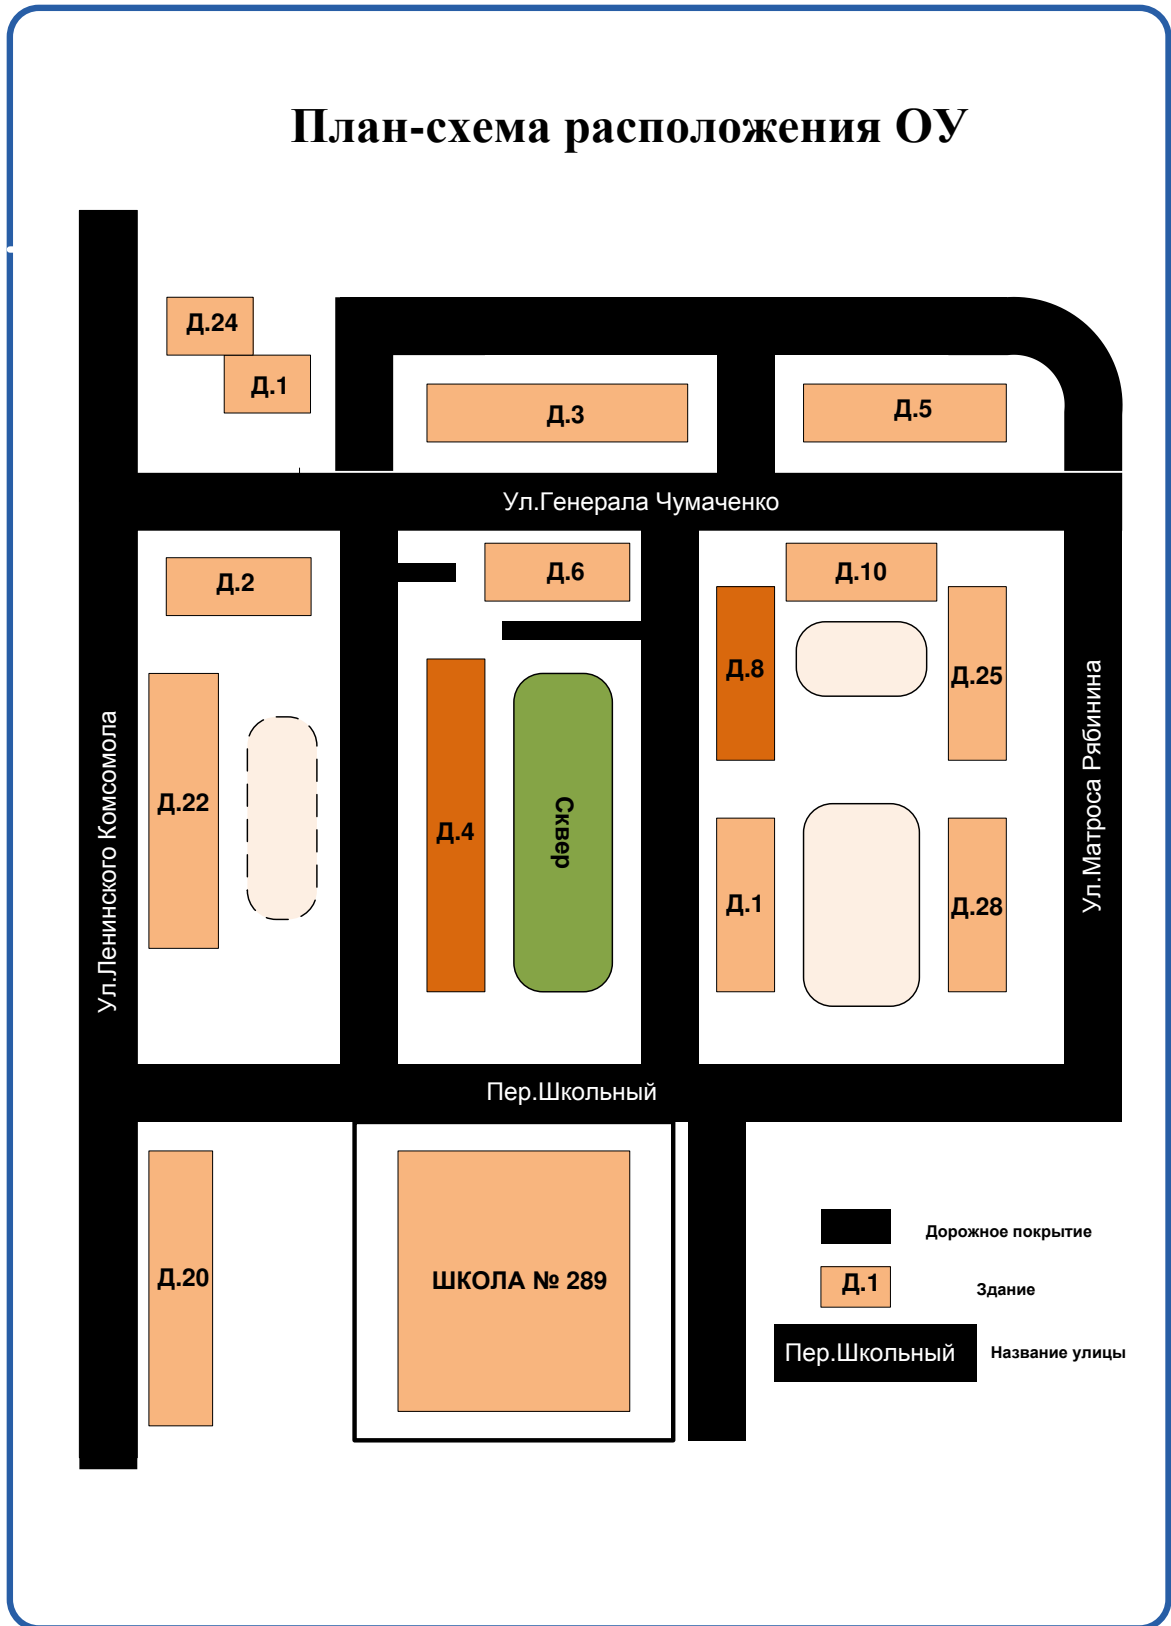 План-схема расположения ОУ
Д.24
Д.1
Д.3
Д.5
Ул.Генерала Чумаченко
Д.2
Д.6
Д.10
Д.8
Д.25
Ул.Ленинского Комсомола
Д.22
Д.4
Сквер
Д.1
Д.28
Ул.Матроса Рябинина
Пер.Школьный
Д.20
ШКОЛА № 289
Дорожное покрытие
Д.1
Здание
Пер.Школьный
Название улицы